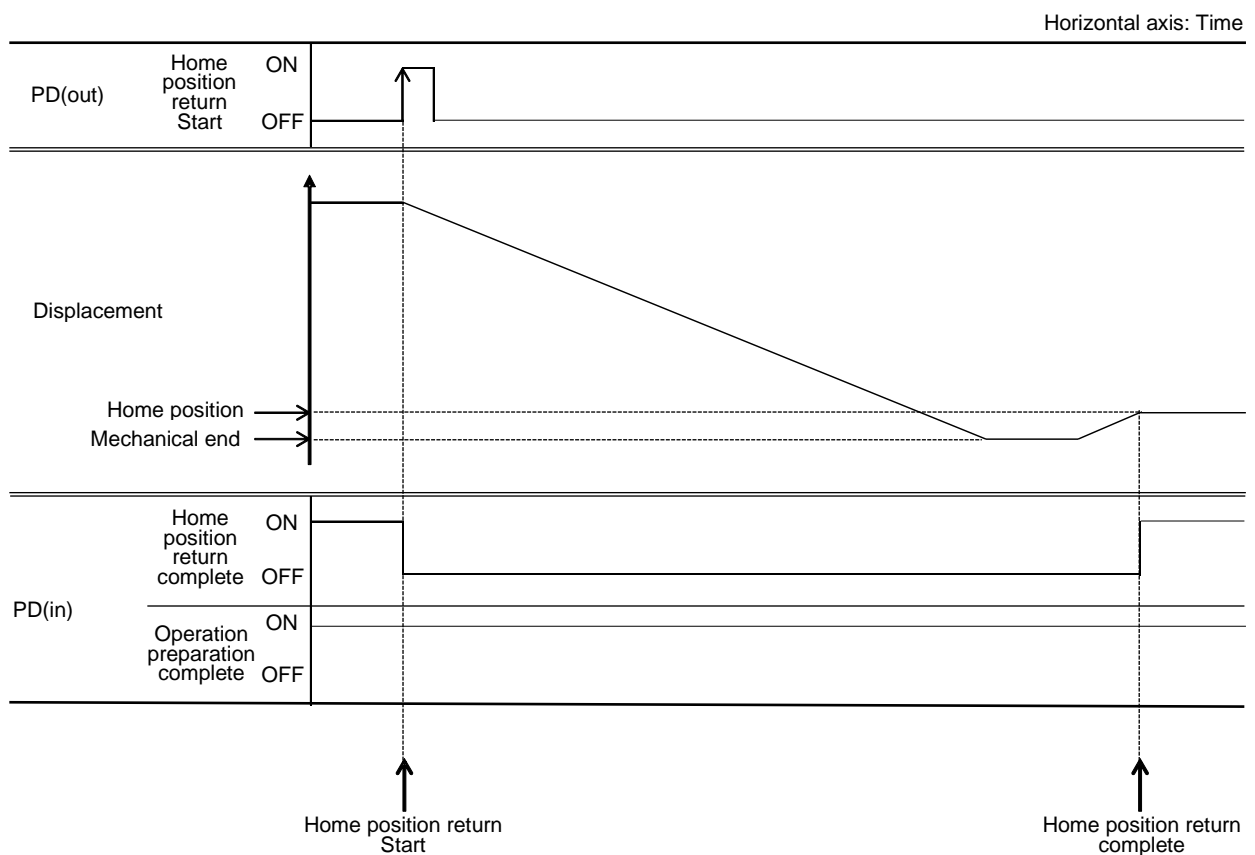 Horizontal axis: Time
PD(out)
Home
position
return
Start
ON
OFF
Displacement
Home position
Mechanical end
PD(in)
Home
position
return
complete
ON
OFF
Operation
preparation
complete
ON
OFF
Home position return
Start
Home position return
complete